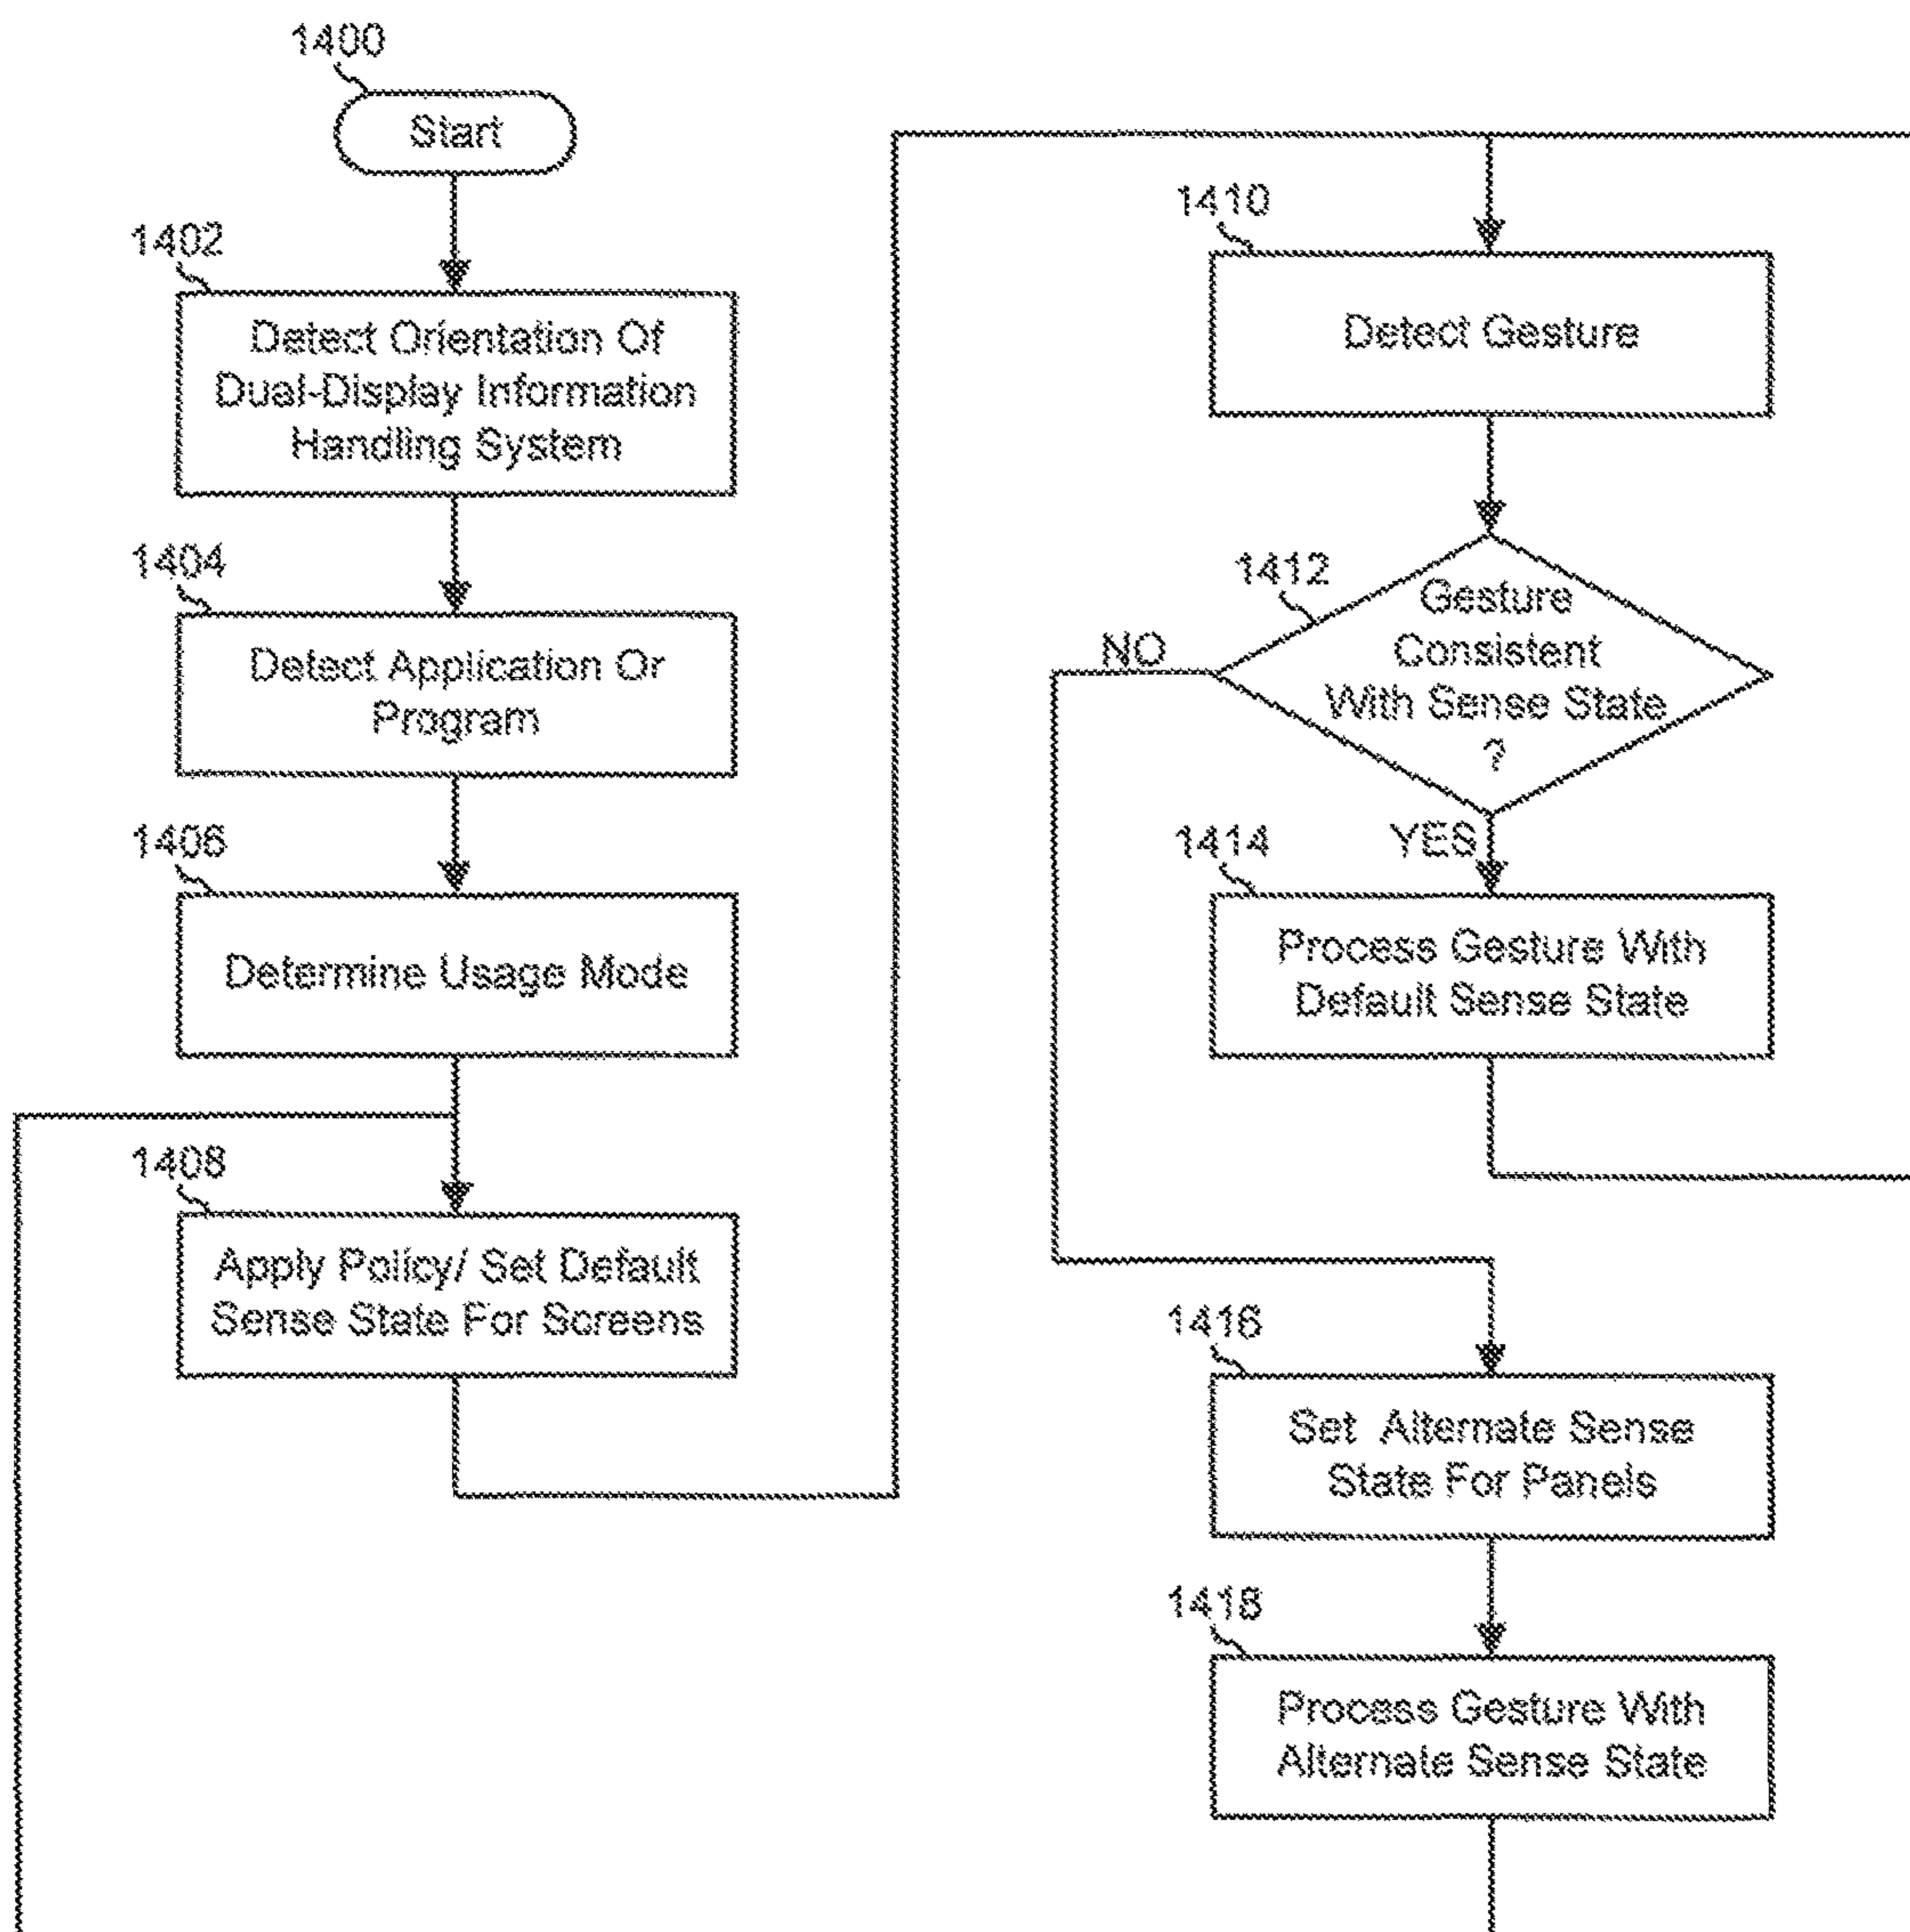 1400
Start
1402
Detect Orientation Of
Dual-Display Information
Handling System
1404
Detect Application Or
Program
1406
Determine Usage Mode
1408
Apply Policy/ Set Default
Sense State For Screens
1410
Detect Gesture
1412
Gesture
Consistent
With Sense State
?
NO
YES
1414
Process Gesture With
Default Sense State
1416
Set Alternate Sense
State For Panels
1418
Process Gesture With
Alternate Sense State